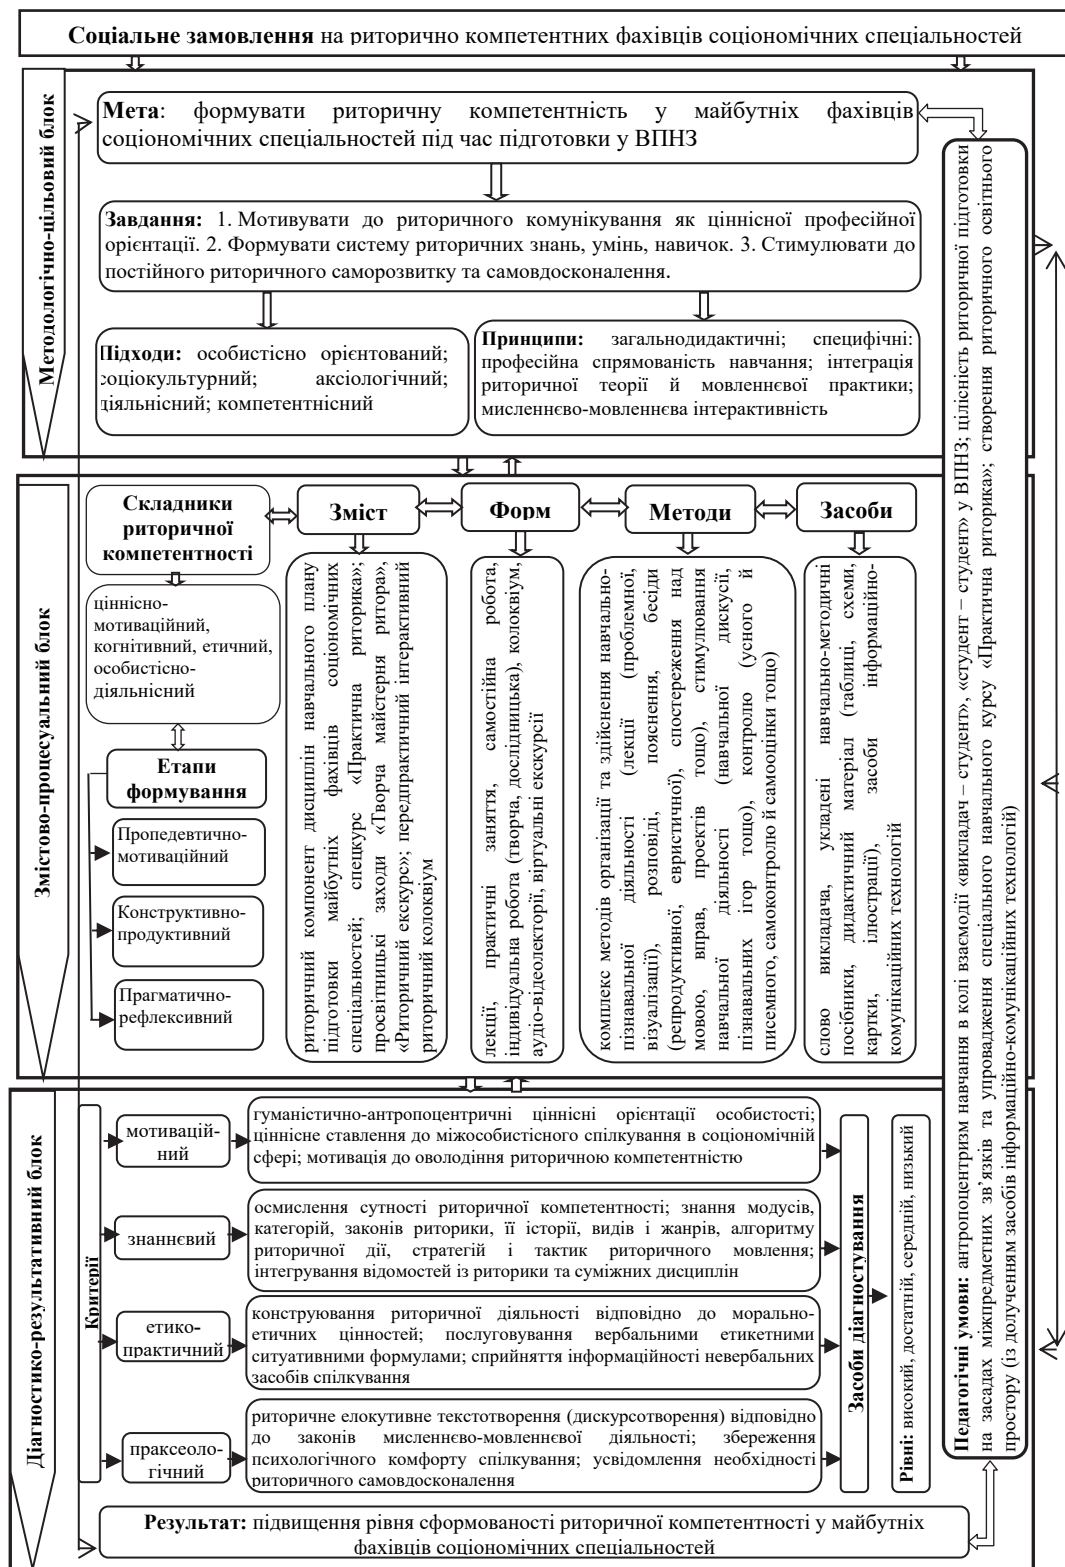 Соціальне замовлення на риторично компетентних фахівців соціономічних спеціальностей
Методологічно-цільовий блок
Мета: формувати риторичну компетентність у майбутніх фахівців
соціономічних спеціальностей під час підготовки у ВПНЗ
Завдання: 1. Мотивувати до риторичного комунікування як ціннісної професійної
орієнтації. 2. Формувати систему риторичних знань, умінь, навичок. 3. Стимулювати до
постійного риторичного саморозвитку та самовдосконалення.
Підходи: особистісно орієнтований;
соціокультурний; аксіологічний;
діяльнісний; компетентнісний
Принципи: загальнодидактичні; специфічні:
професійна спрямованість навчання; інтеграція
риторичної теорії й мовленнєвої практики;
мисленнєво-мовленнєва інтерактивність
Змістово-процесуальний блок
Складники
риторичної
компетентності
ціннісно-
мотиваційний,
когнітивний, етичний,
особистісно-
діяльнісний
Етапи
формування
Пропедевтично-
мотиваційний
Конструктивно-
продуктивний
Прагматично-
рефлексивний
Зміст
риторичний компонент дисциплін навчального плану
підготовки майбутніх фахівців соціономічних
спеціальностей; спецкурс «Практична риторика»;
просвітницькі заходи «Творча майстерня ритора»,
«Риторичний екскурс»; передпрактичний інтерактивний
риторичний колоквіум
Форм
лекції, практичні заняття, самостійна робота,
індивідуальна робота (творча, дослідницька), колоквіум,
аудіо-відеолекторії, віртуальні екскурсії
Методи
комплекс методів організації та здійснення навчально-
пізнавальної діяльності (лекції (проблемної,
візуалізації), розповіді, пояснення, бесіди
(репродуктивної, евристичної), спостереження над
мовою, вправ, проектів тощо), стимулювання
навчальної діяльності (навчальної дискусії,
пізнавальних ігор тощо), контролю (усного й
писемного, самоконтролю й самооцінки тощо)
Засоби
слово викладача, укладені навчально-методичні
посібники, дидактичний матеріал (таблиці, схеми,
картки, ілюстрації), засоби інформаційно-
комунікаційних технологій
Діагностико-результативний блок
Критерії
мотивацій-
ний
гуманістично-антропоцентричні ціннісні орієнтації особистості;
ціннісне ставлення до міжособистісного спілкування в соціономічній
сфері; мотивація до оволодіння риторичною компетентністю
знаннєвий
осмислення сутності риторичної компетентності; знання модусів,
категорій, законів риторики, її історії, видів і жанрів, алгоритму
риторичної дії, стратегій і тактик риторичного мовлення;
інтегрування відомостей із риторики та суміжних дисциплін
етико-
практичний
конструювання риторичної діяльності відповідно до морально-
етичних цінностей; послуговування вербальними етикетними
ситуативними формулами; сприйняття інформаційності невербальних
засобів спілкування
праксеоло-
гічний
риторичне елокутивне текстотворення (дискурсотворення) відповідно
до законів мисленнєво-мовленнєвої діяльності; збереження
психологічного комфорту спілкування; усвідомлення необхідності
риторичного самовдосконалення
Засоби діагностування
Рівні: високий, достатній, середній, низький
Результат: підвищення рівня сформованості риторичної компетентності у майбутніх
фахівців соціономічних спеціальностей
Педагогічні умови: антропоцентризм навчання в колі взаємодії «викладач – студент», «студент – студент» у ВПНЗ; цілісність риторичної підготовки
на засадах міжпредметних зв’язків та упровадження спеціального навчального курсу «Практична риторика»; створення риторичного освітнього
простору (із долученням засобів інформаційно-комунікаційних технологій)